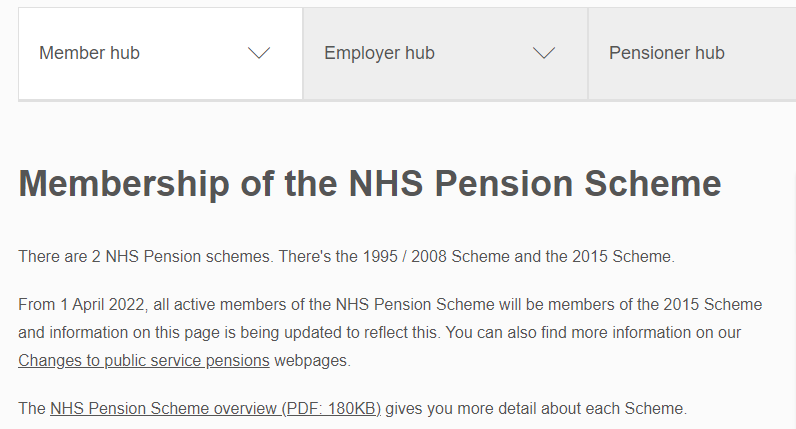 Member hub
Employer hub
Pensioner hub
Membership of the NHS Pension Scheme
There are 2 NHS Pension schemes. There's the 1995 / 2008 Scheme and the 2015 Scheme.
From 1 April 2022, all active members of the NHS Pension Scheme will be members of the 2015 Scheme
and information on this page is being updated to reflect this. You can also find more information on our
Changes to public service pensions webpages.
The NHS Pension Scheme overview (PDF: 180KB) gives you more detail about each Scheme.